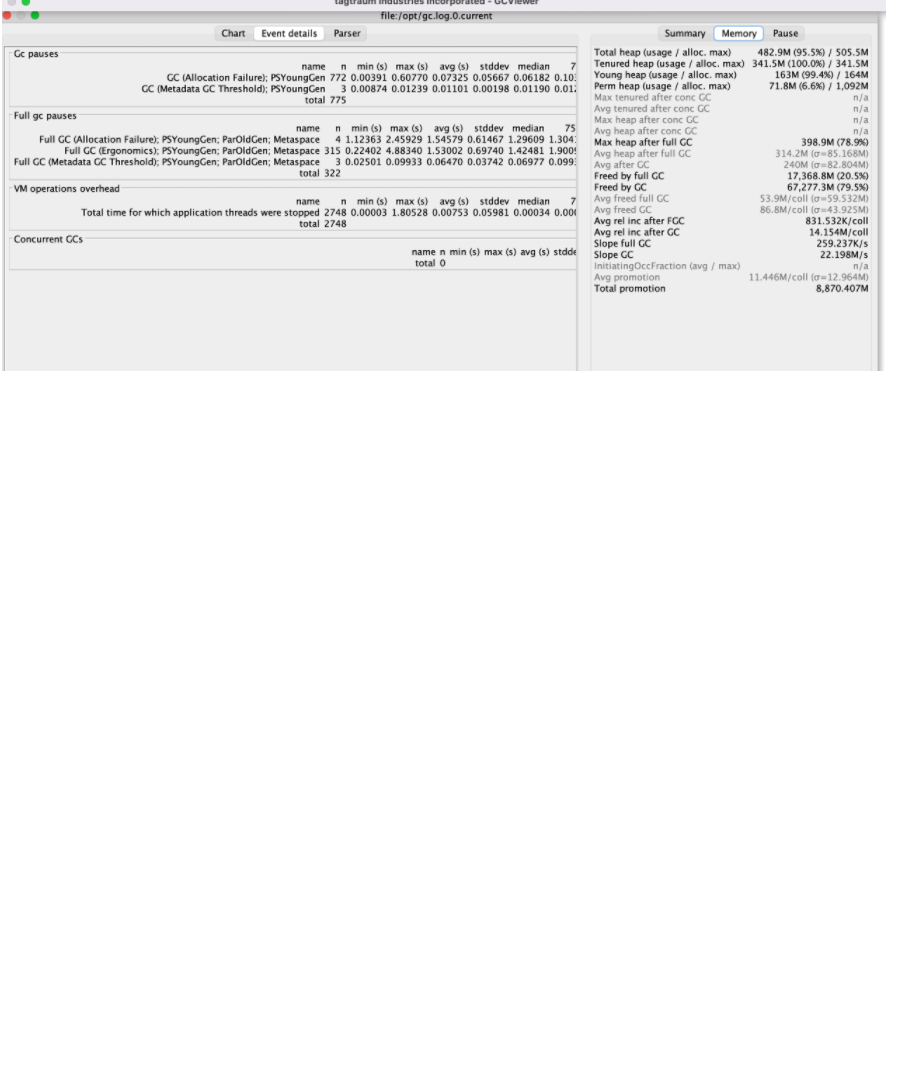 tagtraum industries incorporated - GCViewer
file:/opt/gc.log.0.current
Chart Event details Parser
Gc pauses
name n min (s) max (s) avg (s) stddev median 7
GC (Allocation Failure); PSYoungGen 772 0.00391 0.60770 0.07325 0.05667 0.06182 0.10
GC (Metadata GC Threshold); PSYoungGen 3 0.00874 0.01239 0.01101 0.00198 0.01190 0.01
total 775
Full gc pauses
name n min (s) max (s) avg (s) stddev median 75
Full GC (Allocation Failure); PSYoungGen; ParOldGen; Metaspace 4 1.12363 2.45929 1.54579 0.61467 1.29609 1.304
Full GC (Ergonomics); PSYoungGen; ParOldGen; Metaspace 315 0.22402 4.88340 1.53002 0.69740 1.42481 1.900
Full GC (Metadata GC Threshold); PSYoungGen; ParOldGen; Metaspace 3 0.02501 0.09933 0.06470 0.03742 0.06977 0.099
total 322
VM operations overhead
name n min (s) max (s) avg (s) stddev median 7
Total time for which application threads were stopped 2748 0.00003 1.80528 0.00753 0.05981 0.00034 0.00
total 2748
Concurrent GCs
name n min (s) max (s) avg (s) stdde
total 0
Summary Memory Pause
Total heap (usage / alloc. max) 482.9M (95.5%) / 505.5M
Tenured heap (usage / alloc. max) 341.5M (100.0%) / 341.5M
Young heap (usage / alloc. max) 163M (99.4%) / 164M
Perm heap (usage / alloc. max) 71.8M (6.6%) / 1,092M
Max tenured after conc GC n/a
Avg tenured after conc GC n/a
Max heap after conc GC n/a
Avg heap after conc GC n/a
Max heap after full GC 398.9M (78.9%)
Avg heap after full GC 314.2M (σ=85.168M)
Avg after GC 240M (σ=82.804M)
Freed by full GC 17,368.8M (20.5%)
Freed by GC 67,277.3M (79.5%)
Avg freed full GC 53.9M/coll (σ=59.532M)
Avg freed GC 86.8M/coll (σ=43.925M)
Avg rel inc after FGC 831.532K/coll
Avg rel inc after GC 14.154M/coll
Slope full GC 259.237K/s
Slope GC 22.198M/s
InitiatingOccFraction (avg / max) n/a
Avg promotion 11.446M/coll (σ=12.964M)
Total promotion 8,870.407M